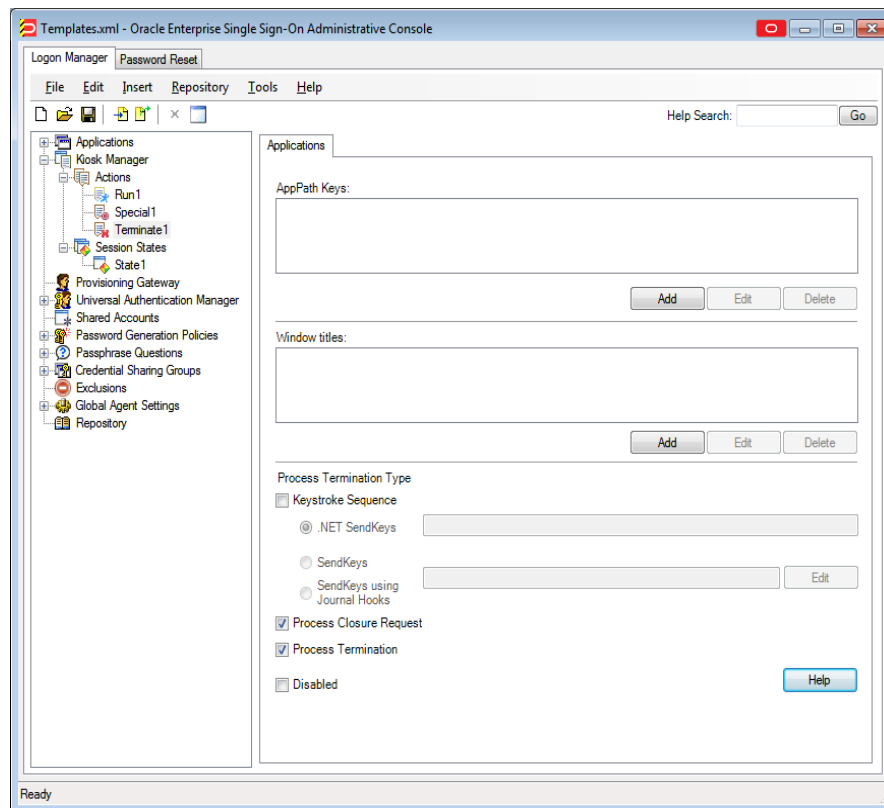 Templates.xml - Oracle Enterprise Single Sign-On Administrative Console
Logon Manager
Password Reset
File Edit Insert Repository Tools Help
Help Search:
Go
Applications
Kiosk Manager
Actions
Run1
Special1
Terminate1
Session States
State1
Provisioning Gateway
Universal Authentication Manager
Shared Accounts
Password Generation Policies
Passphrase Questions
Credential Sharing Groups
Exclusions
Global Agent Settings
Repository
Applications
AppPath Keys:
Add Edit Delete
Window titles:
Add Edit Delete
Process Termination Type
Keystroke Sequence
.NET SendKeys
SendKeys
SendKeys using
Journal Hooks
Edit
Process Closure Request
Process Termination
Disabled
Help
Ready